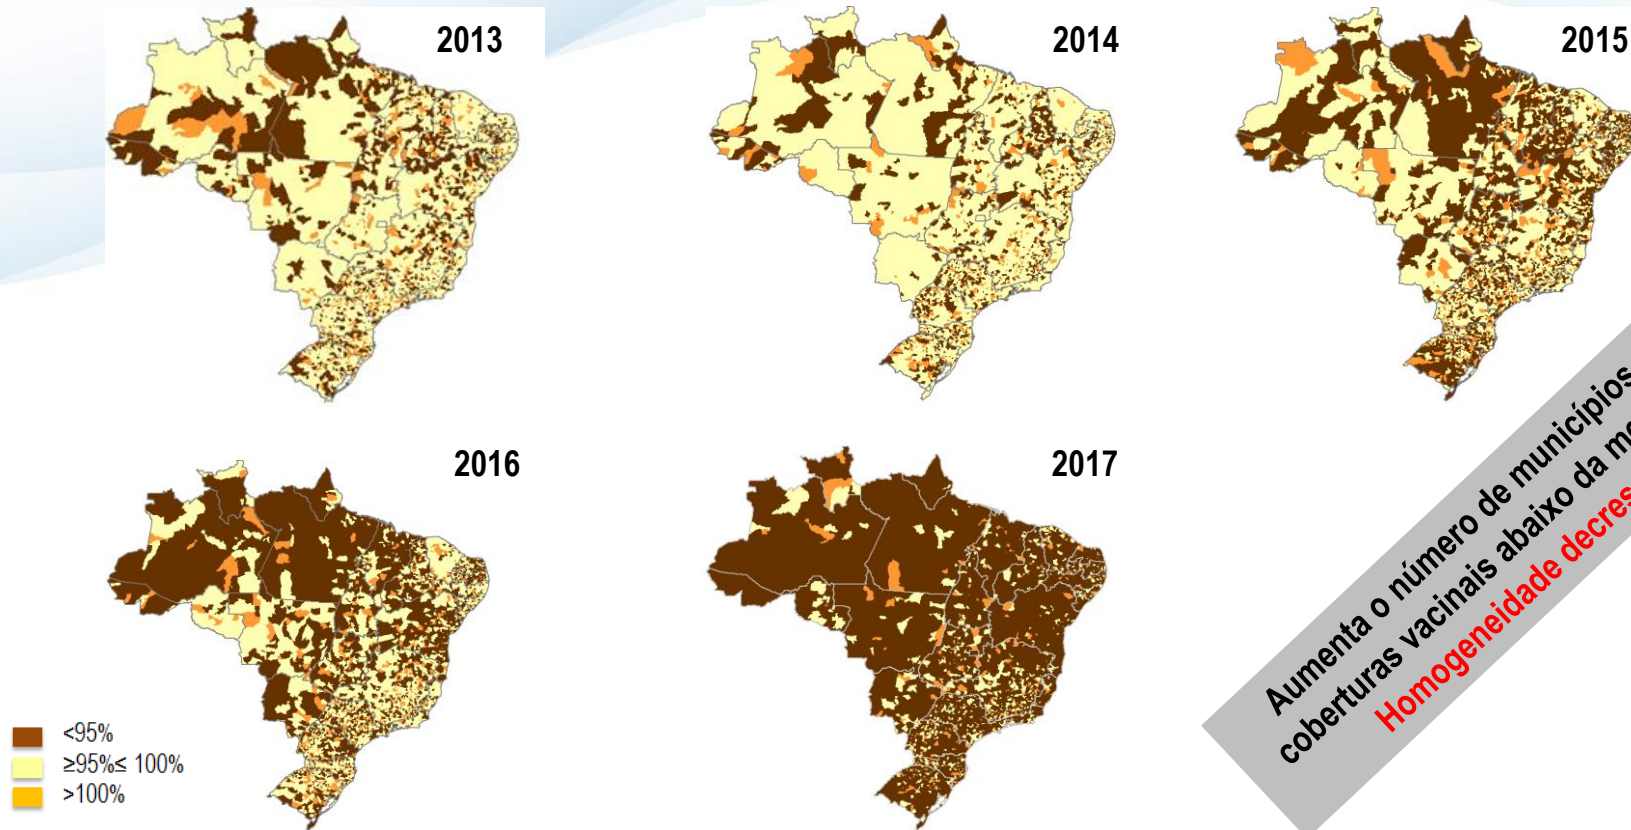 2013
2014
2015
2016
2017
<95%
≥95%≤ 100%
>100%
Aumenta o número de municípios
coberturas vacinais abaixo da
Homogeneidade